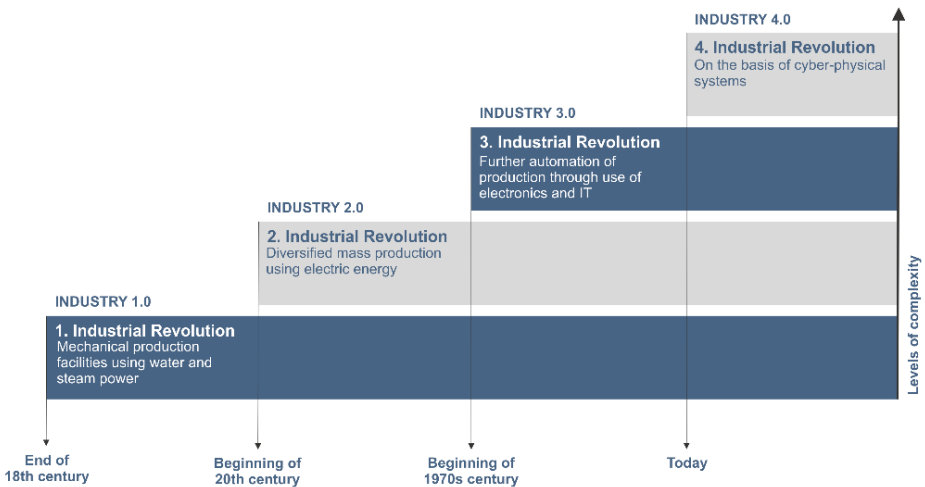 INDUSTRY 4.0
4. Industrial Revolution
On the basis of cyber-physical
systems
INDUSTRY 3.0
3. Industrial Revolution
Further automation of
production through use of
electronics and IT
INDUSTRY 2.0
2. Industrial Revolution
Diversified mass production
using electric energy
INDUSTRY 1.0
1. Industrial Revolution
Mechanical production
facilities using water and
steam power
Levels of complexity
End of
18th century
Beginning of
20th century
Beginning of
1970s century
Today